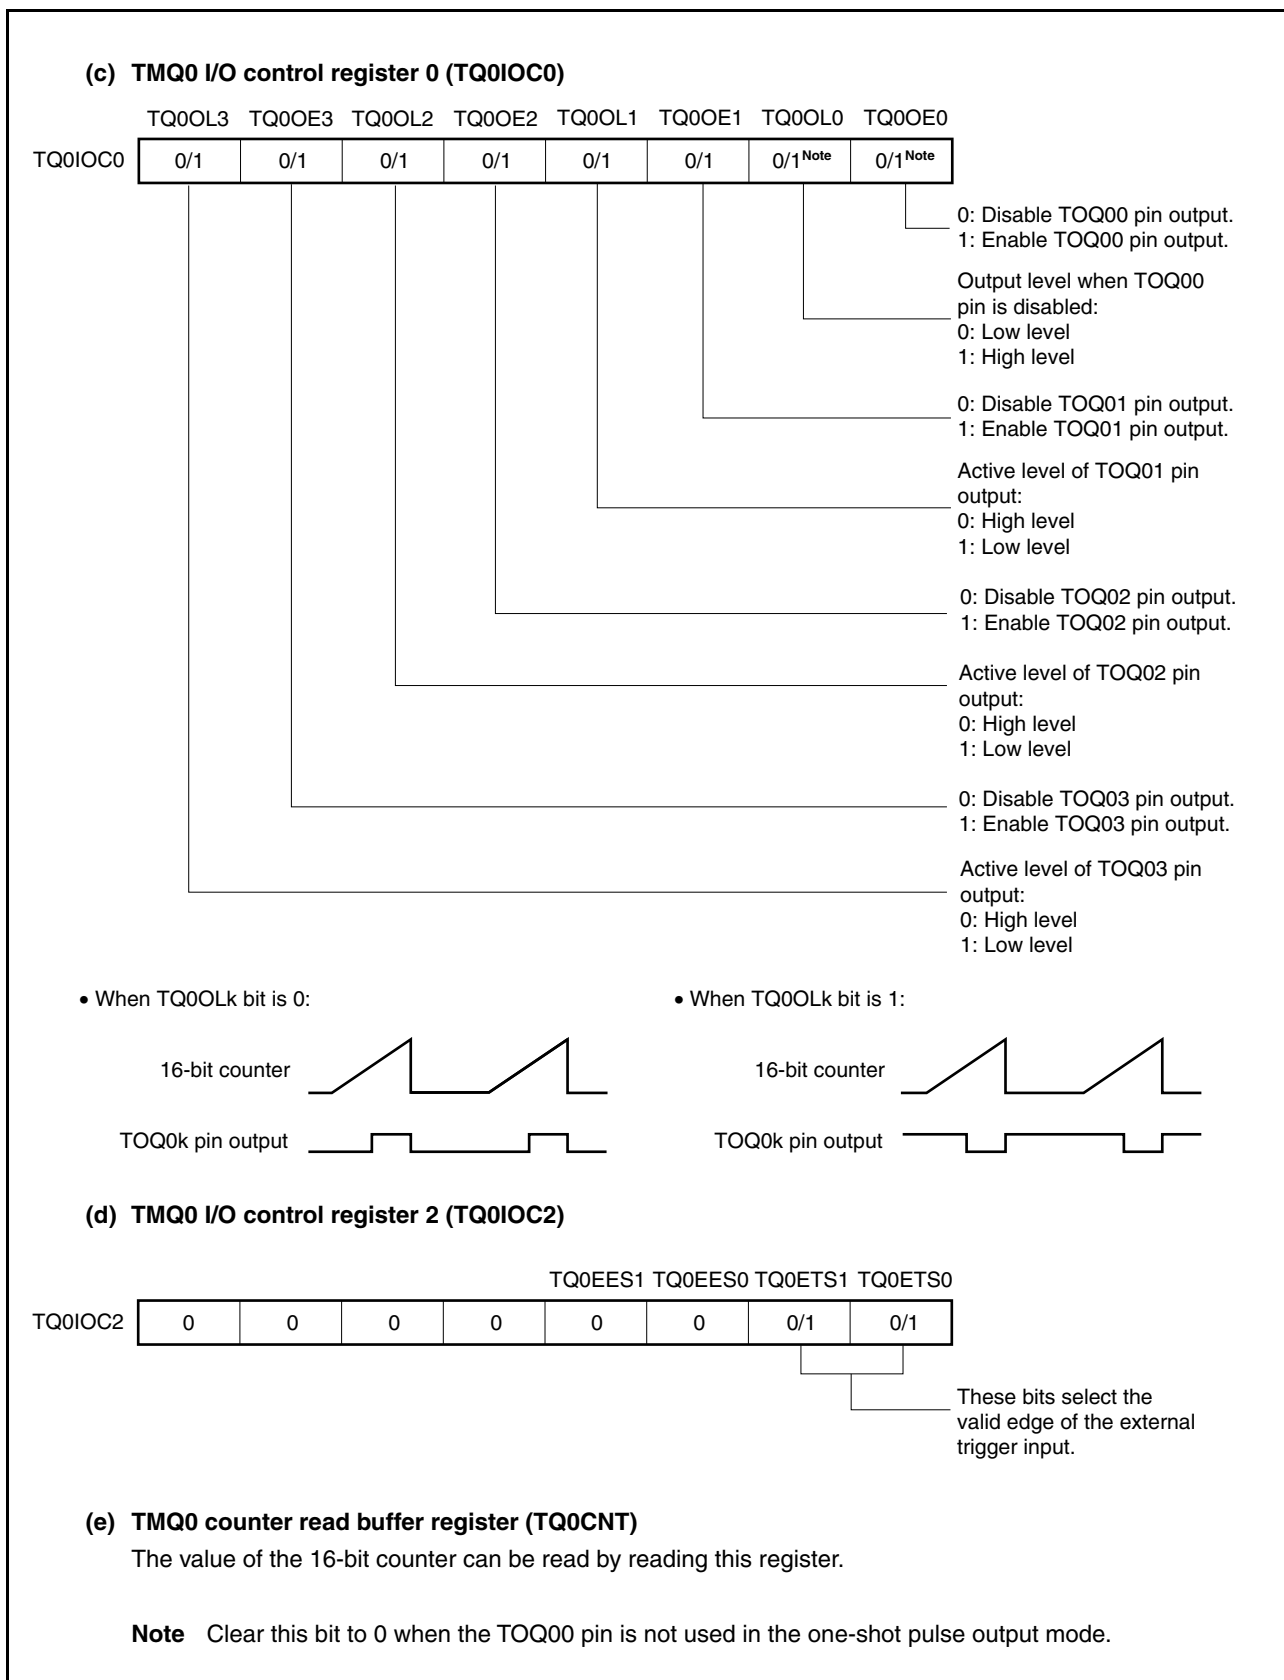 (c) TMQ0 I/O control register 0 (TQ0IOC0)
TQ0OL3 TQ0OE3 TQ0OL2 TQ0OE2 TQ0OL1 TQ0OE1 TQ0OL0 TQ0OE0
TQ0IOC0 0/1 0/1 0/1 0/1 0/1 0/1 0/1Note 0/1Note
0: Disable TOQ00 pin output.
1: Enable TOQ00 pin output.
Output level when TOQ00
pin is disabled:
0: Low level
1: High level
0: Disable TOQ01 pin output.
1: Enable TOQ01 pin output.
Active level of TOQ01 pin
output:
0: High level
1: Low level
0: Disable TOQ02 pin output.
1: Enable TOQ02 pin output.
Active level of TOQ02 pin
output:
0: High level
1: Low level
0: Disable TOQ03 pin output.
1: Enable TOQ03 pin output.
Active level of TOQ03 pin
output:
0: High level
1: Low level
• When TQ0OLk bit is 0:
16-bit counter
TOQ0k pin output
• When TQ0OLk bit is 1:
16-bit counter
TOQ0k pin output
(d) TMQ0 I/O control register 2 (TQ0IOC2)
TQ0EES1 TQ0EES0 TQ0ETS1 TQ0ETS0
TQ0IOC2 0 0 0 0 0 0 0/1 0/1
These bits select the
valid edge of the external
trigger input.
(e) TMQ0 counter read buffer register (TQ0CNT)
The value of the 16-bit counter can be read by reading this register.
Note Clear this bit to 0 when the TOQ00 pin is not used in the one-shot pulse output mode.